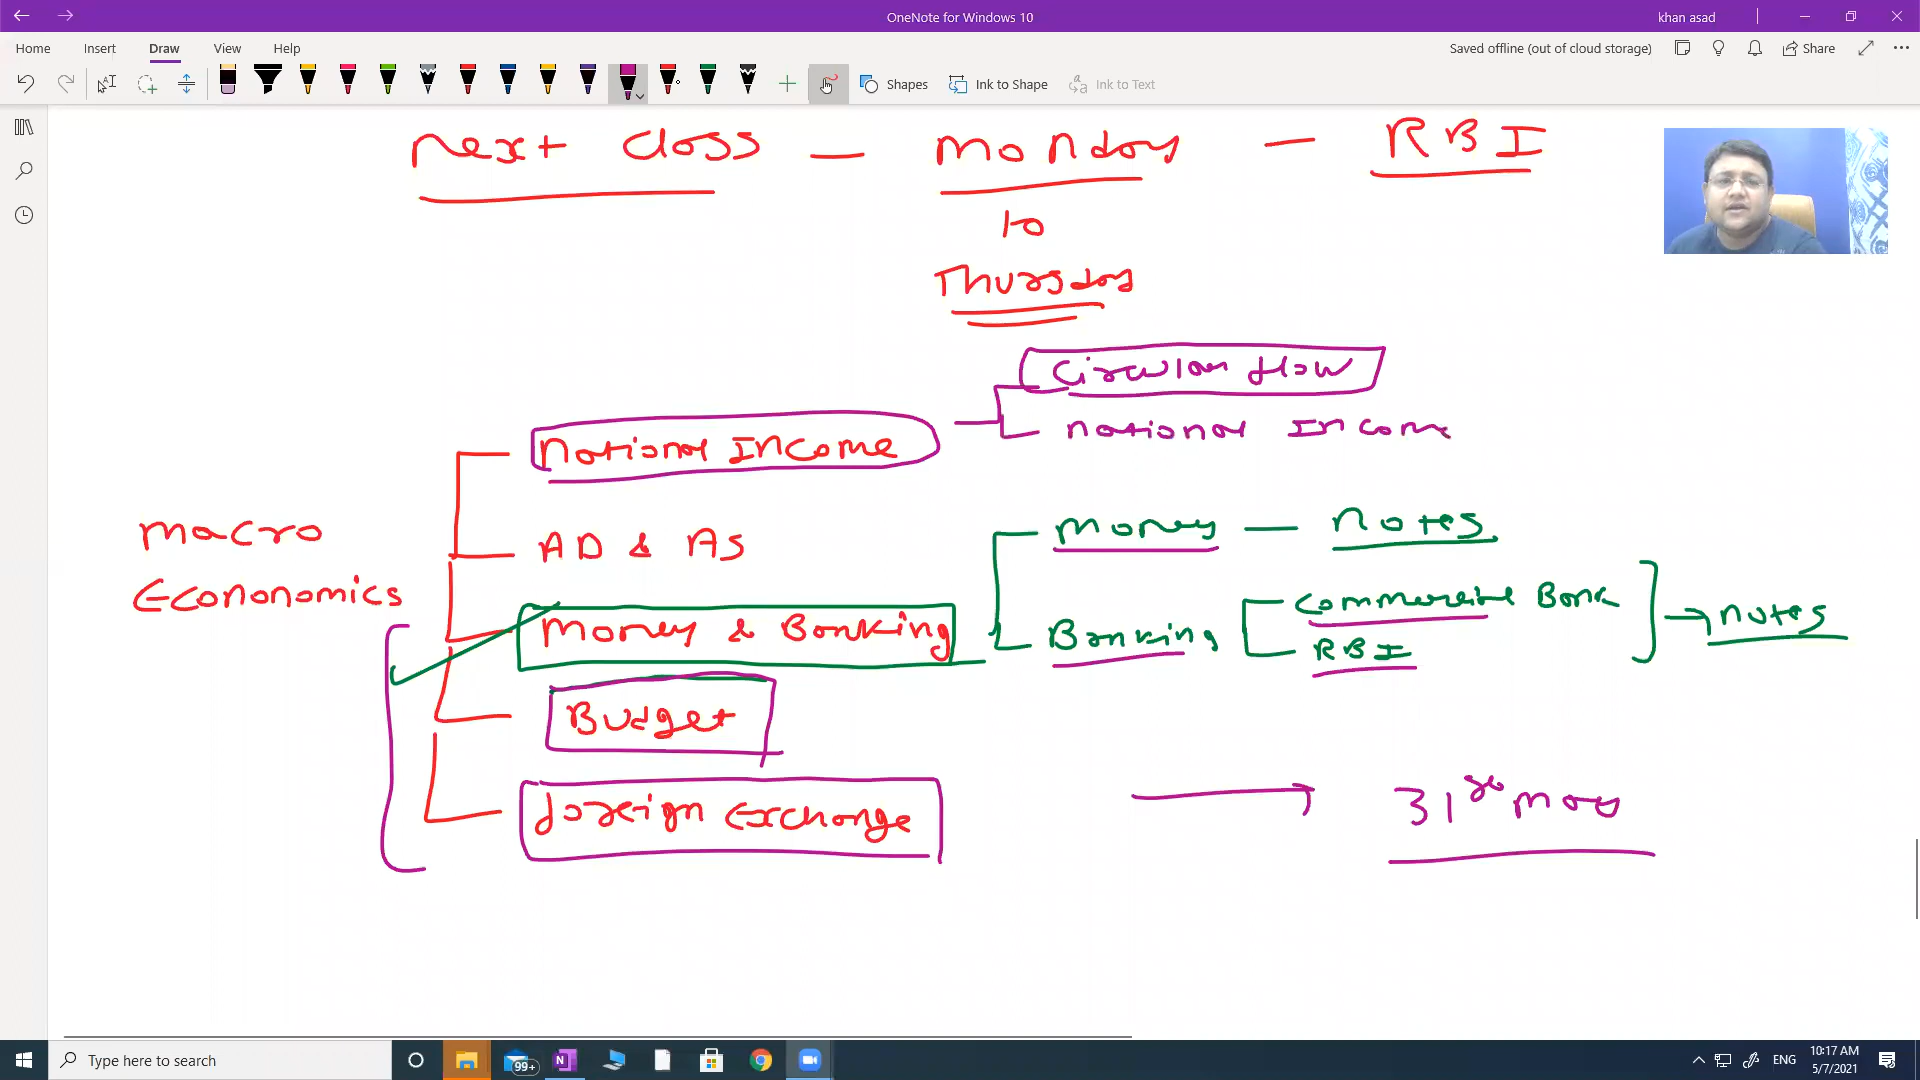 OneNote for Windows 10
khan asad
Home Insert Draw View Help
Saved offline (out of cloud storage)
Share
Shapes
Ink to Shape
Ink to Text
Next Class — Monday — RBI
to
Thursday
Circular flow
National Income
National Income
Macro
Econonomics
AD & AS
Money — Notes
Money & Banking
Banking
Commercial Bank
RBI
Notes
Budget
foreign Exchange
31st May
Type here to search
99+
ENG
10:17 AM
5/7/2021